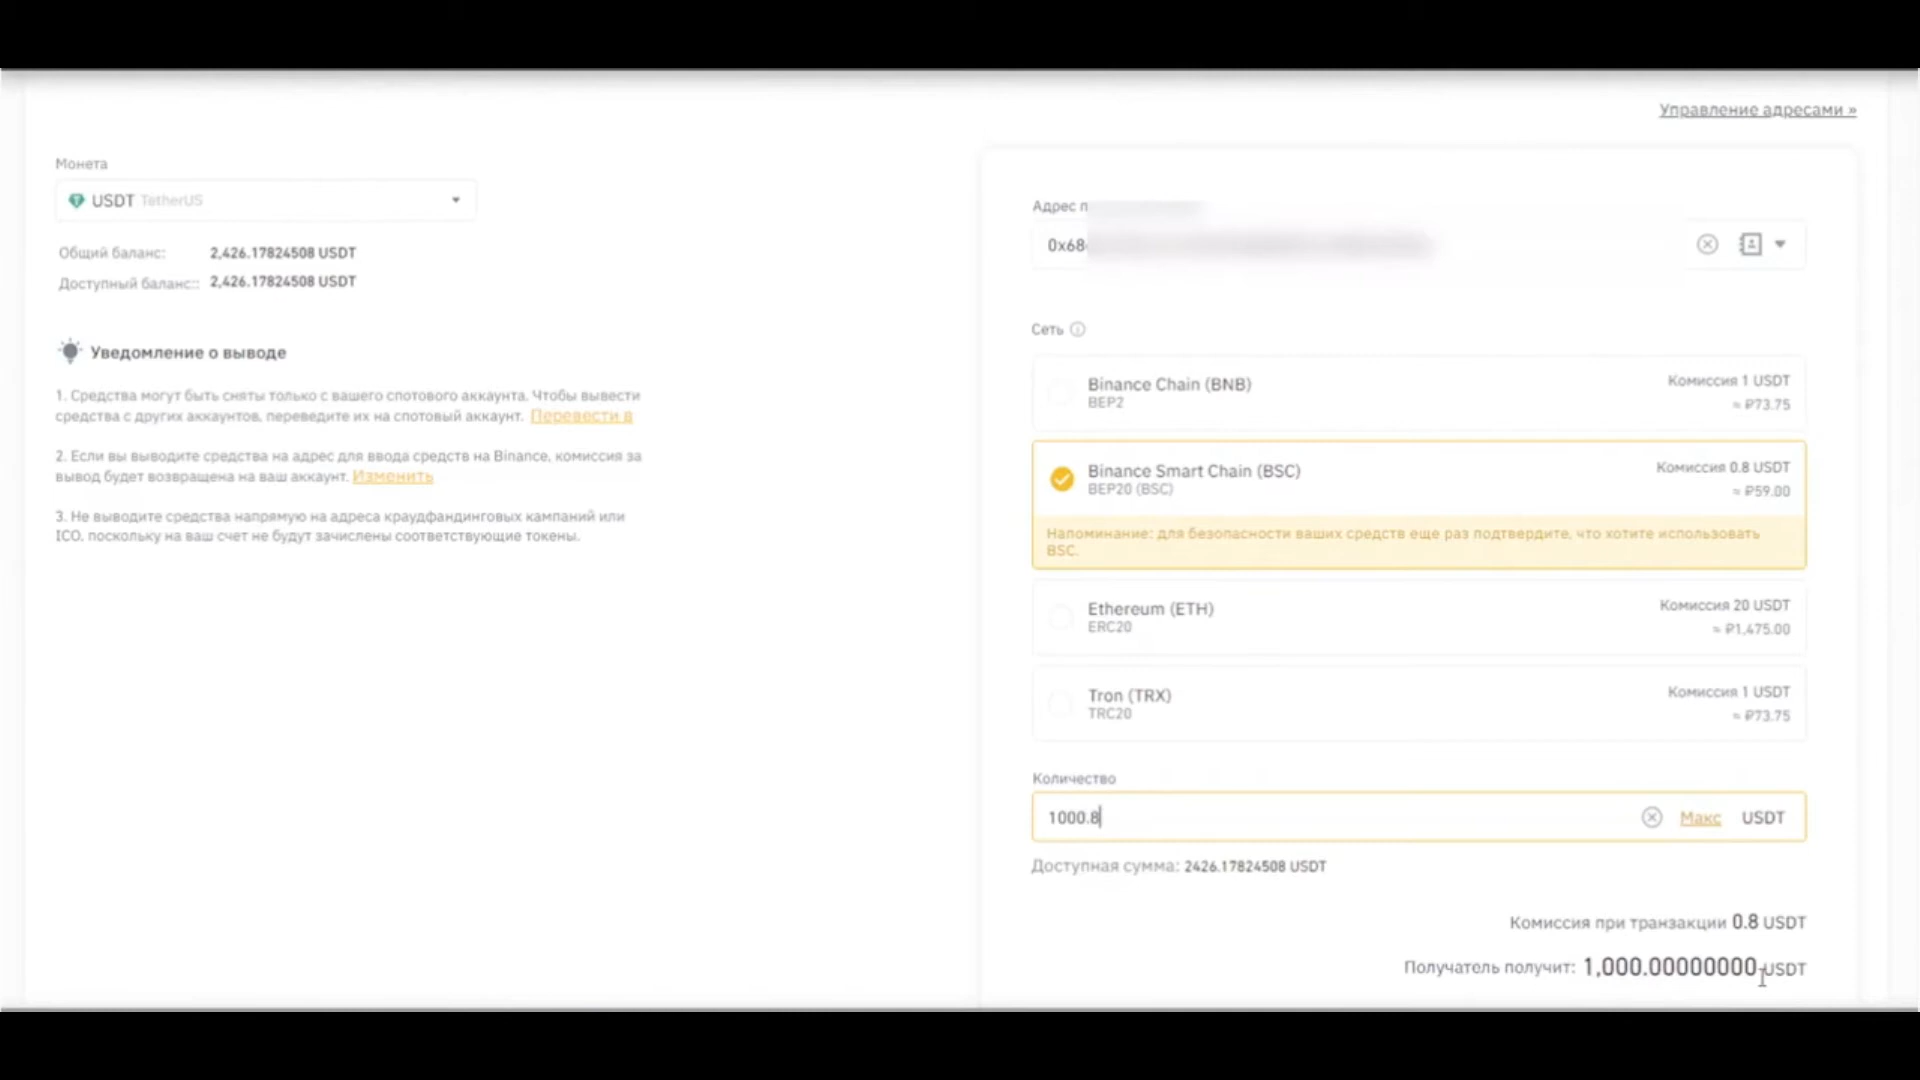 Управление адресами »
Монета
USDT TetherUS
Общий баланс: 2,426.17824508 USDT
Доступный баланс:: 2,426.17824508 USDT
Уведомление о выводе
1. Средства могут быть сняты только с вашего спотового аккаунта. Чтобы вывести
средства с других аккаунтов, переведите их на спотовый аккаунт. Перевести в
2. Если вы выводите средства на адрес для ввода средств на Binance, комиссия за
вывод будет возвращена на ваш аккаунт. Изменить
3. Не выводите средства напрямую на адреса краудфандинговых кампаний или
ICO, поскольку на ваш счет не будут зачислены соответствующие токены.
Адрес п
0x68
Сеть
Binance Chain (BNB) Комиссия 1 USDT
BEP2 ≈ ₽73.75
Binance Smart Chain (BSC) Комиссия 0.8 USDT
BEP20 (BSC) ≈ ₽59.00
Напоминание: для безопасности ваших средств еще раз подтвердите, что хотите использовать
BSC.
Ethereum (ETH) Комиссия 20 USDT
ERC20 ≈ ₽1,475.00
Tron (TRX) Комиссия 1 USDT
TRC20 ≈ ₽73.75
Количество
1000.8 Макс USDT
Доступная сумма: 2426.17824508 USDT
Комиссия при транзакции 0.8 USDT
Получатель получит: 1,000.00000000 USDT